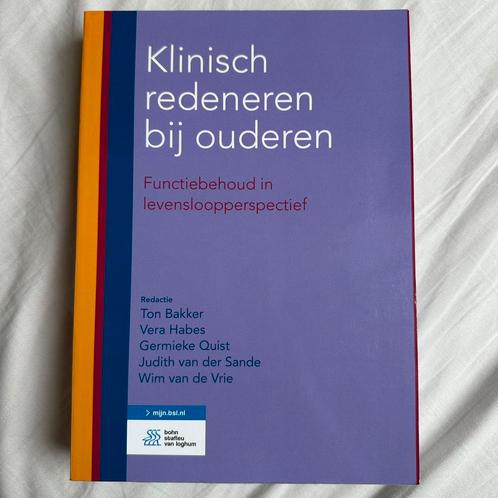 Klinisch
redeneren
bij ouderen
Functiebehoud in
levensloopperspectief
Redactie
Ton Bakker
Vera Habes
Germieke Quist
Judith van der Sande
Wim van de Vrie
> mijn.bsl.nl
bohn
stafleu
van loghum